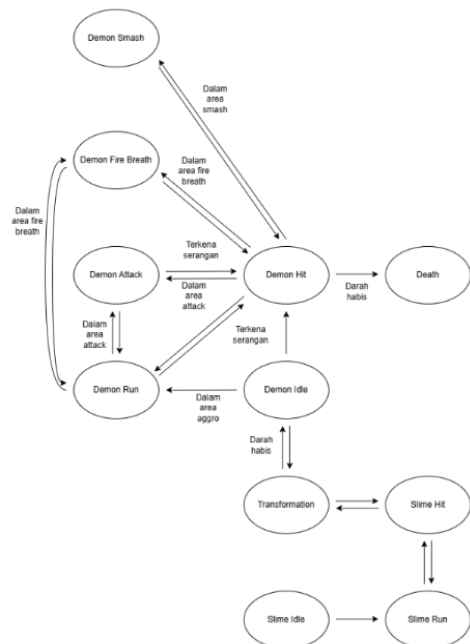 Demon Smash
Dalam
area
smash
Demon Fire Breath
Dalam
area fire
breath
Dalam
area fire
breath
Terkena
serangan
Demon Attack
Demon Hit
Death
Dalam
area
attack
Darah
habis
Dalam
area
attack
Terkena
serangan
Demon Run
Dalam
area
aggro
Demon Idle
Darah
habis
Transformation
Slime Hit
Slime Idle
Slime Run